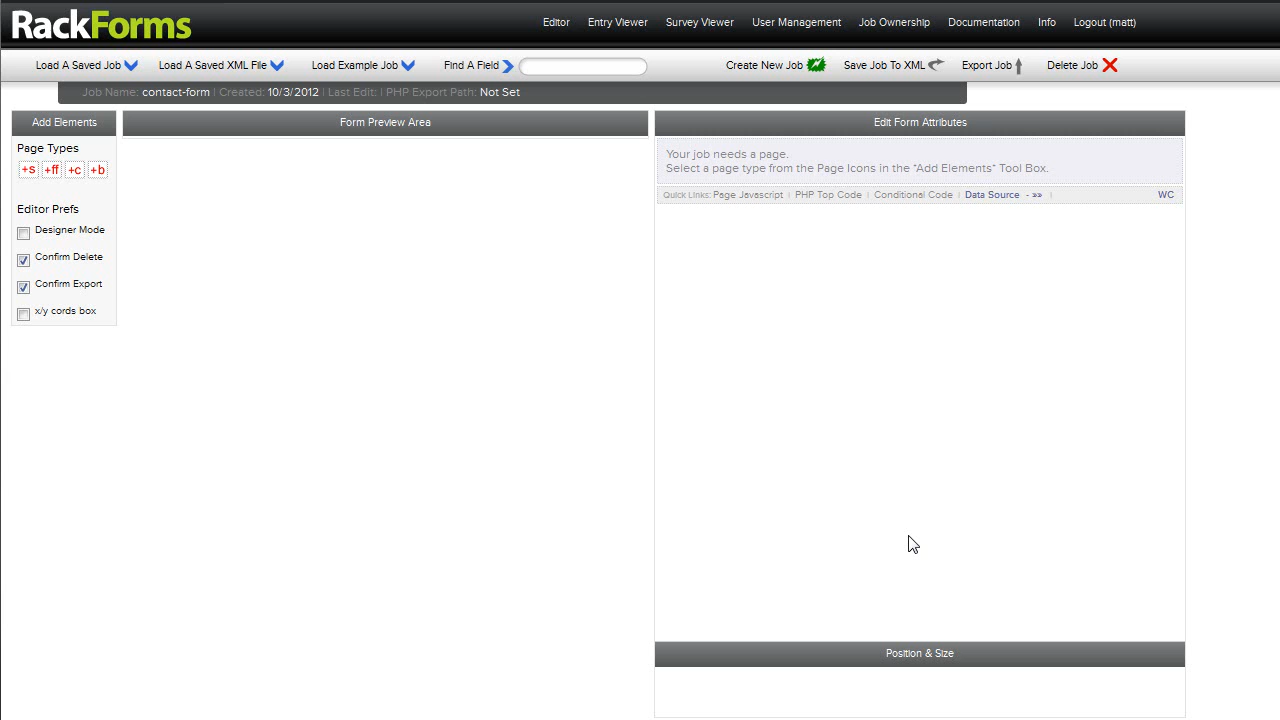 RackForms
Editor Entry Viewer Survey Viewer User Management Job Ownership Documentation Info Logout (matt)
Load A Saved Job Load A Saved XML File Load Example Job Find A Field Create New Job Save Job To XML Export Job Delete Job
Job Name: contact-form | Created: 10/3/2012 | Last Edit: | PHP Export Path: Not Set
Add Elements
Page Types
+s +ff +c +b
Editor Prefs
Designer Mode
Confirm Delete
Confirm Export
x/y cords box
Form Preview Area
Edit Form Attributes
Your job needs a page.
Select a page type from the Page Icons in the "Add Elements" Tool Box.
Quick Links: Page Javascript | PHP Top Code | Conditional Code | Data Source - »» | WC
Position & Size